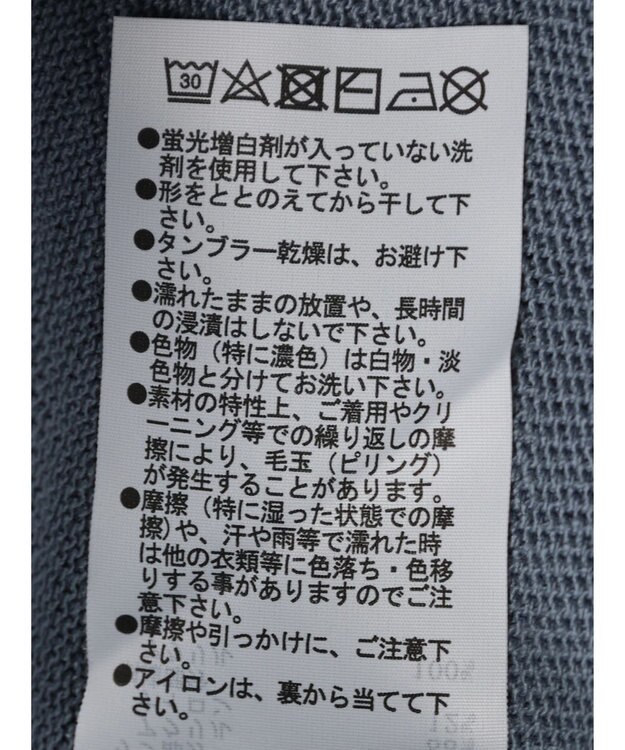 30
●蛍光増白剤が入っていない洗
剤を使用して下さい。
●形をととのえてから干して下
さい。
●タンブラー乾燥は、お避け下
さい。
●濡れたままの放置や、長時間
の浸漬はしないで下さい。
●色物（特に濃色）は白物・淡
色物と分けてお洗い下さい。
●素材の特性上、ご着用やクリ
ーニング等での繰り返しの摩
擦により、毛玉（ピリング）
が発生することがあります。
●摩擦（特に湿った状態での摩
擦）や、汗や雨等で濡れた時
は他の衣類等に色落ち・色移
りする事がありますのでご注
意下さい。
●摩擦や引っかけに、ご注意下
さい。
●アイロンは、裏から当てて下
さい。